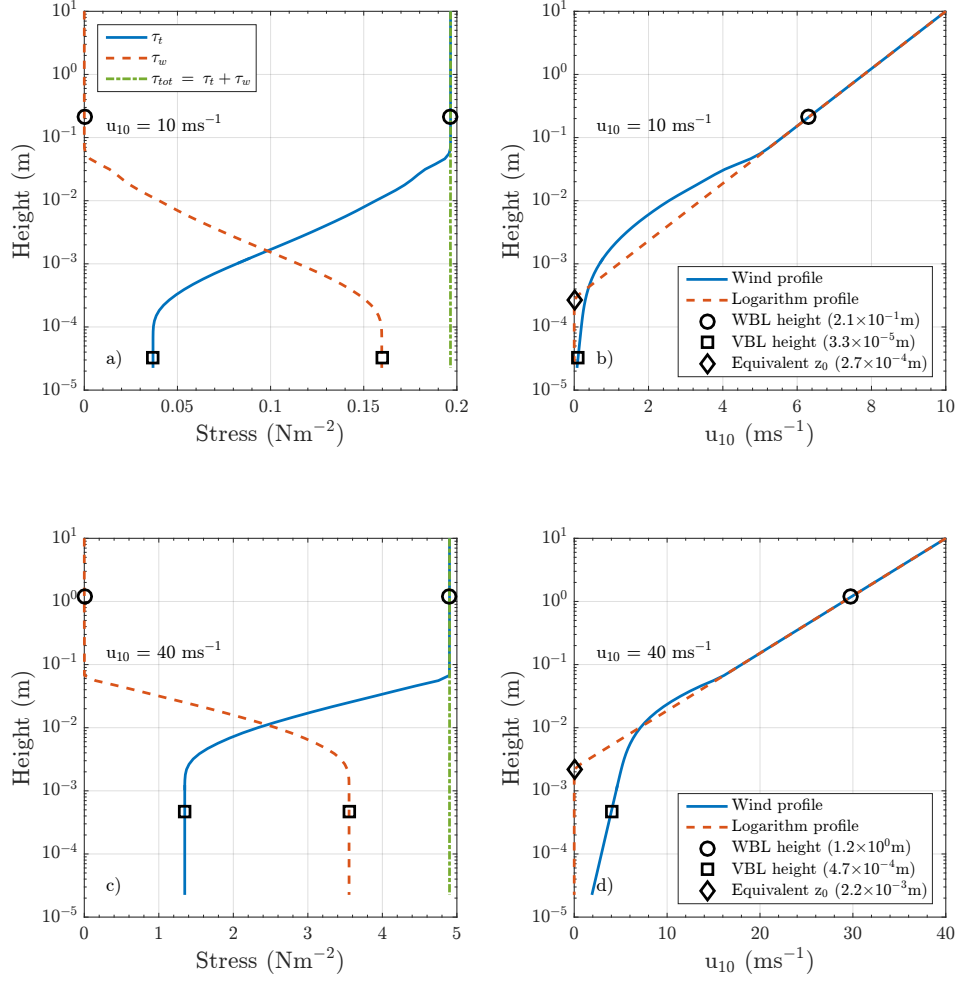 10^1
10^0
10^-1
10^-2
10^-3
10^-4
10^-5
Height (m)
τ_t
τ_w
τ_tot = τ_t + τ_w
u_10 = 10 ms^-1
a)
0 0.05 0.1 0.15 0.2
Stress (Nm^-2)
10^1
10^0
10^-1
10^-2
10^-3
10^-4
10^-5
Height (m)
u_10 = 10 ms^-1
Wind profile
Logarithm profile
WBL height (2.1×10^-1m)
VBL height (3.3×10^-5m)
Equivalent z_0 (2.7×10^-4m)
b)
0 2 4 6 8 10
u_10 (ms^-1)
10^1
10^0
10^-1
10^-2
10^-3
10^-4
10^-5
Height (m)
u_10 = 40 ms^-1
c)
0 1 2 3 4 5
Stress (Nm^-2)
10^1
10^0
10^-1
10^-2
10^-3
10^-4
10^-5
Height (m)
u_10 = 40 ms^-1
Wind profile
Logarithm profile
WBL height (1.2×10^0m)
VBL height (4.7×10^-4m)
Equivalent z_0 (2.2×10^-3m)
d)
0 10 20 30 40
u_10 (ms^-1)